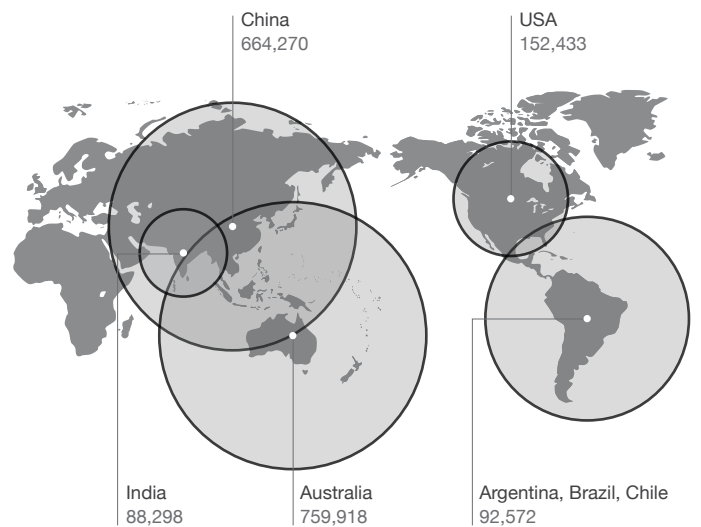 China
664,270
USA
152,433
India
88,298
Australia
759,918
Argentina, Brazil, Chile
92,572